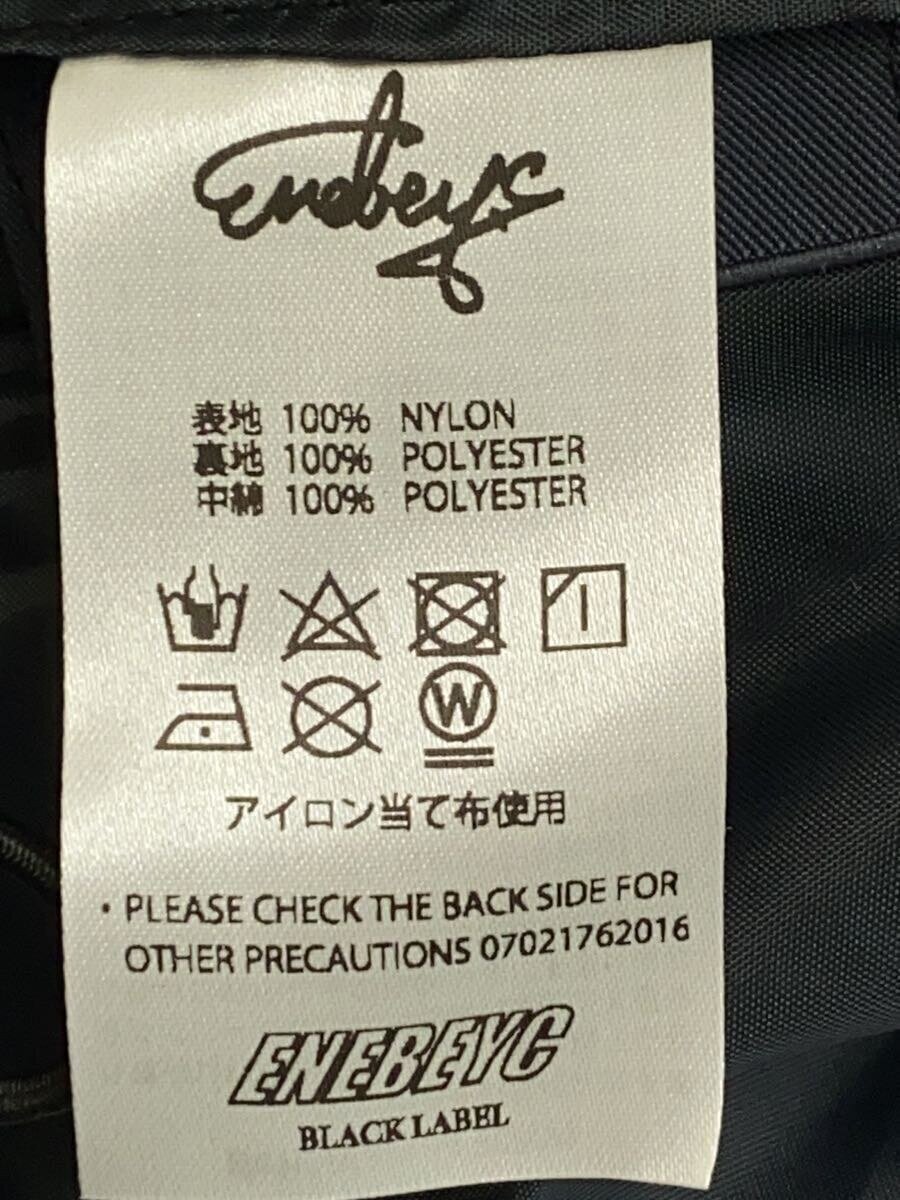 Enebeyc
表地 100% NYLON
裏地 100% POLYESTER
中綿 100% POLYESTER
W
アイロン当て布使用
・PLEASE CHECK THE BACK SIDE FOR
OTHER PRECAUTIONS 07021762016
ENEBEYC
BLACK LABEL